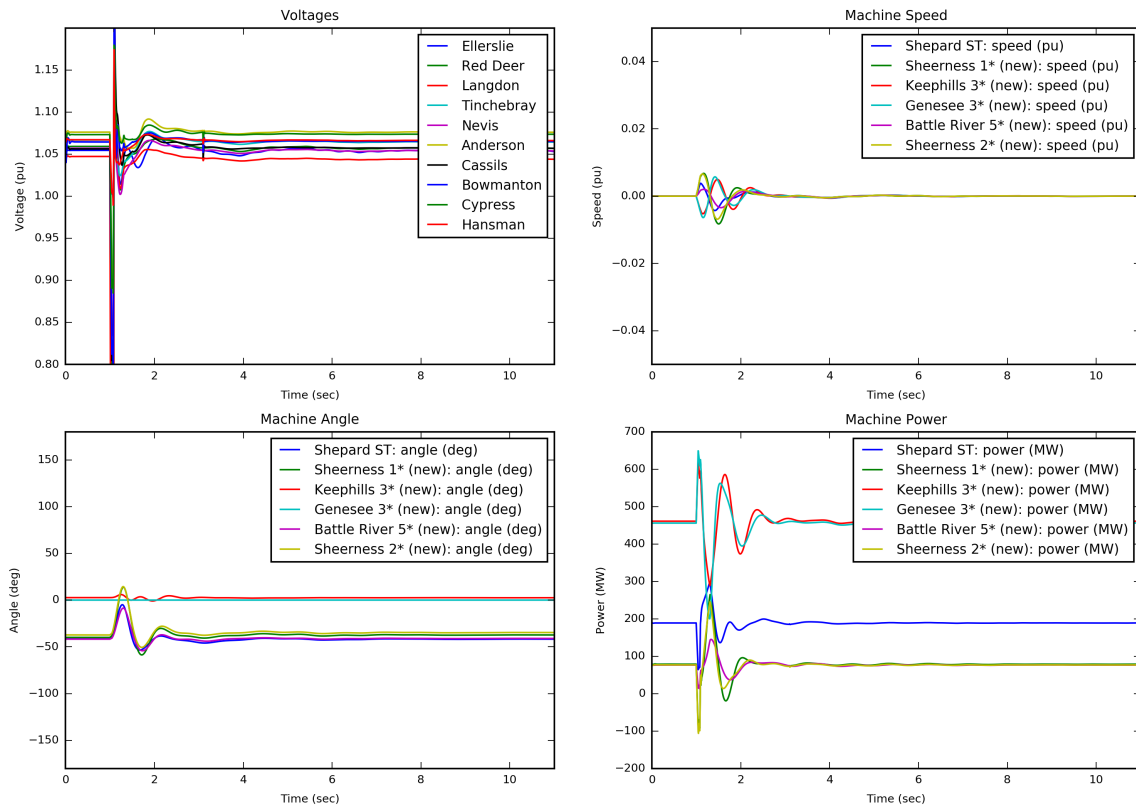 Voltages
1.15
1.10
1.05
1.00
0.95
0.90
0.85
0.80
Voltage (pu)
0 2 4 6 8 10
Time (sec)
Ellerslie
Red Deer
Langdon
Tinchebray
Nevis
Anderson
Cassils
Bowmanton
Cypress
Hansman
Machine Speed
0.04
0.02
0.00
−0.02
−0.04
Speed (pu)
0 2 4 6 8 10
Time (sec)
Shepard ST: speed (pu)
Sheerness 1* (new): speed (pu)
Keephills 3* (new): speed (pu)
Genesee 3* (new): speed (pu)
Battle River 5* (new): speed (pu)
Sheerness 2* (new): speed (pu)
Machine Angle
150
100
50
0
−50
−100
−150
Angle (deg)
0 2 4 6 8 10
Time (sec)
Shepard ST: angle (deg)
Sheerness 1* (new): angle (deg)
Keephills 3* (new): angle (deg)
Genesee 3* (new): angle (deg)
Battle River 5* (new): angle (deg)
Sheerness 2* (new): angle (deg)
Machine Power
700
600
500
400
300
200
100
0
−100
−200
Power (MW)
0 2 4 6 8 10
Time (sec)
Shepard ST: power (MW)
Sheerness 1* (new): power (MW)
Keephills 3* (new): power (MW)
Genesee 3* (new): power (MW)
Battle River 5* (new): power (MW)
Sheerness 2* (new): power (MW)